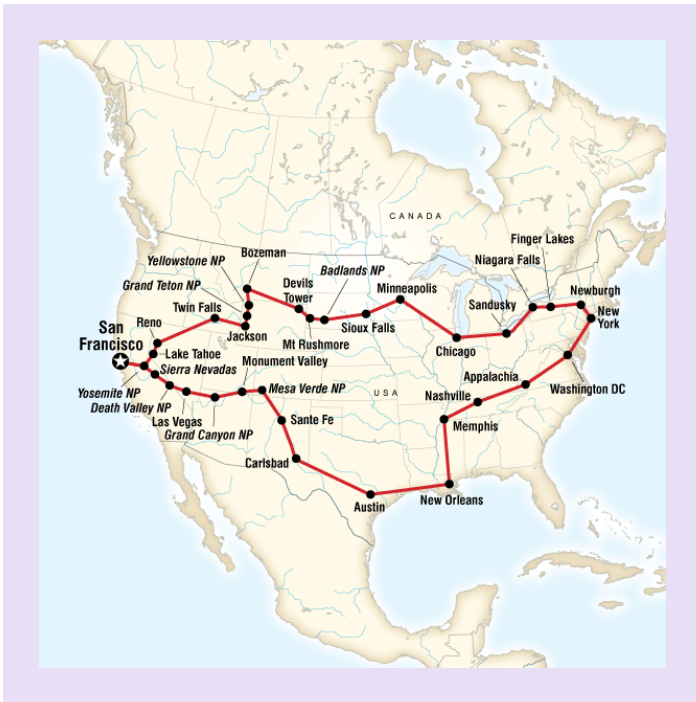 CANADA
Finger Lakes
Niagara Falls
Bozeman
Yellowstone NP
Badlands NP
Grand Teton NP
Devils
Tower
Minneapolis
Newburgh
Twin Falls
Sandusky
New
York
Reno
San
Francisco
Jackson
Sioux Falls
Mt Rushmore
Chicago
Lake Tahoe
Monument Valley
Sierra Nevadas
Appalachia
Mesa Verde NP
USA
Washington DC
Yosemite NP
Nashville
Death Valley NP
Las Vegas
Sante Fe
Memphis
Grand Canyon NP
Carlsbad
New Orleans
Austin